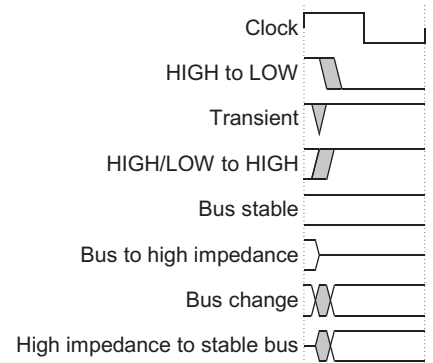 Clock
HIGH to LOW
Transient
HIGH/LOW to HIGH
Bus stable
Bus to high impedance
Bus change
High impedance to stable bus